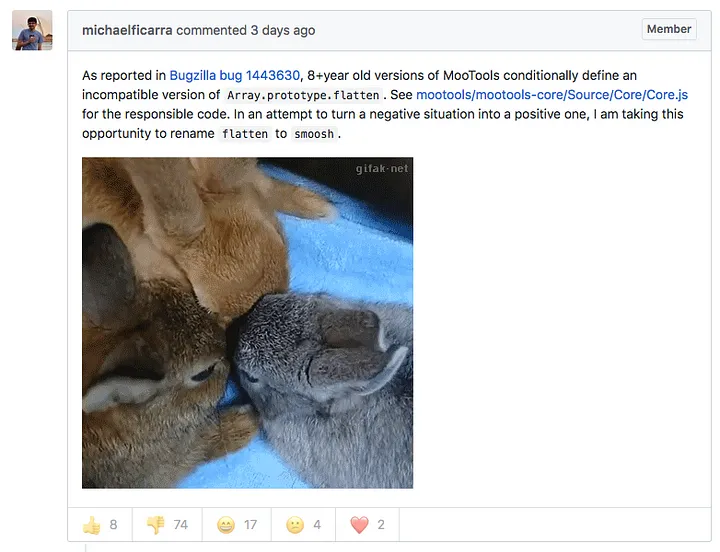 michaelficarra commented 3 days ago
Member
As reported in Bugzilla bug 1443630, 8+year old versions of MooTools conditionally define an
incompatible version of Array.prototype.flatten. See mootools/mootools-core/Source/Core/Core.js
for the responsible code. In an attempt to turn a negative situation into a positive one, I am taking this
opportunity to rename flatten to smoosh.
gifak-net
8
74
17
4
2